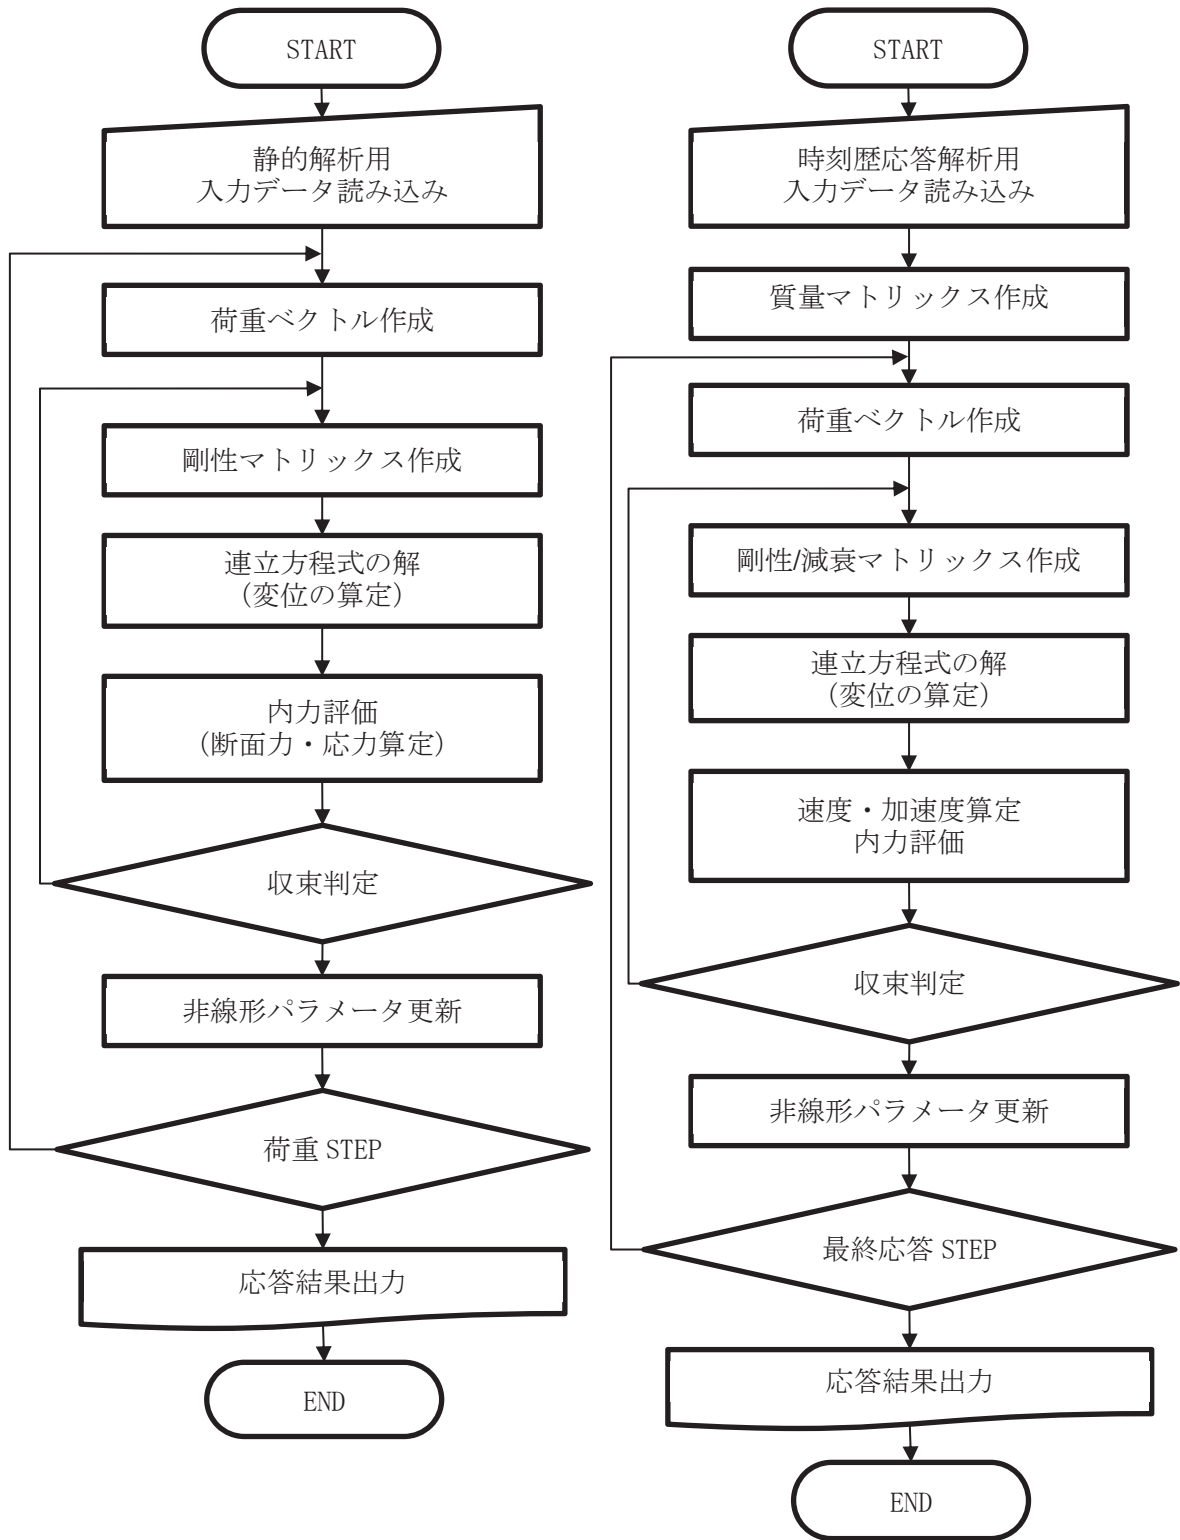 START
静的解析用
入力データ読み込み
荷重ベクトル作成
剛性マトリックス作成
連立方程式の解
（変位の算定）
内力評価
（断面力・応力算定）
収束判定
非線形パラメータ更新
荷重 STEP
応答結果出力
END
START
時刻歴応答解析用
入力データ読み込み
質量マトリックス作成
荷重ベクトル作成
剛性/減衰マトリックス作成
連立方程式の解
（変位の算定）
速度・加速度算定
内力評価
収束判定
非線形パラメータ更新
最終応答 STEP
応答結果出力
END